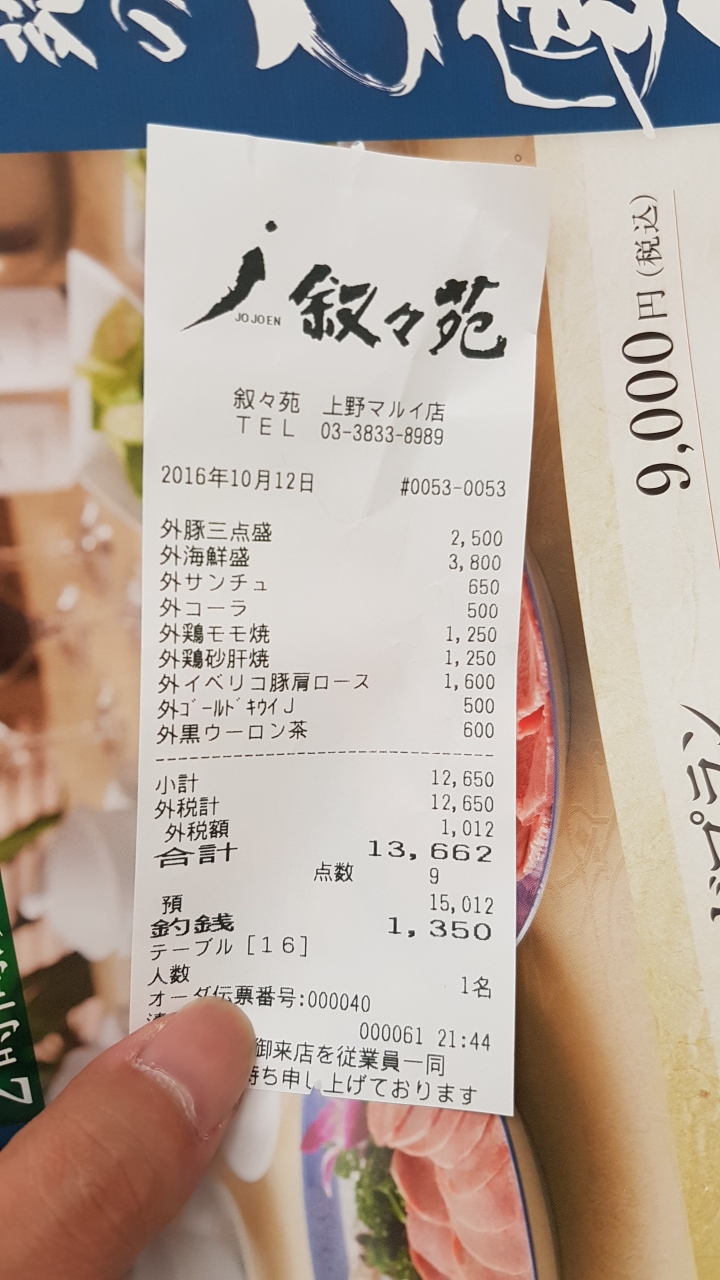 JOJOEN 叙々苑
叙々苑 上野マルイ店
TEL 03-3833-8989
2016年10月12日 #0053-0053
外豚三点盛 2,500
外海鮮盛 3,800
外サンチュ 650
外コーラ 500
外鶏モモ焼 1,250
外鶏砂肝焼 1,250
外イベリコ豚肩ロース 1,600
外ゴールドキウイJ 500
外黒ウーロン茶 600
小計 12,650
外税計 12,650
外税額 1,012
合計 13,662
点数 9
預 15,012
釣銭 1,350
テーブル[16]
人数 1名
オーダ伝票番号:000040
000061 21:44
御来店を従業員一同
待ち申し上げております
9,000円(税込)
プラン